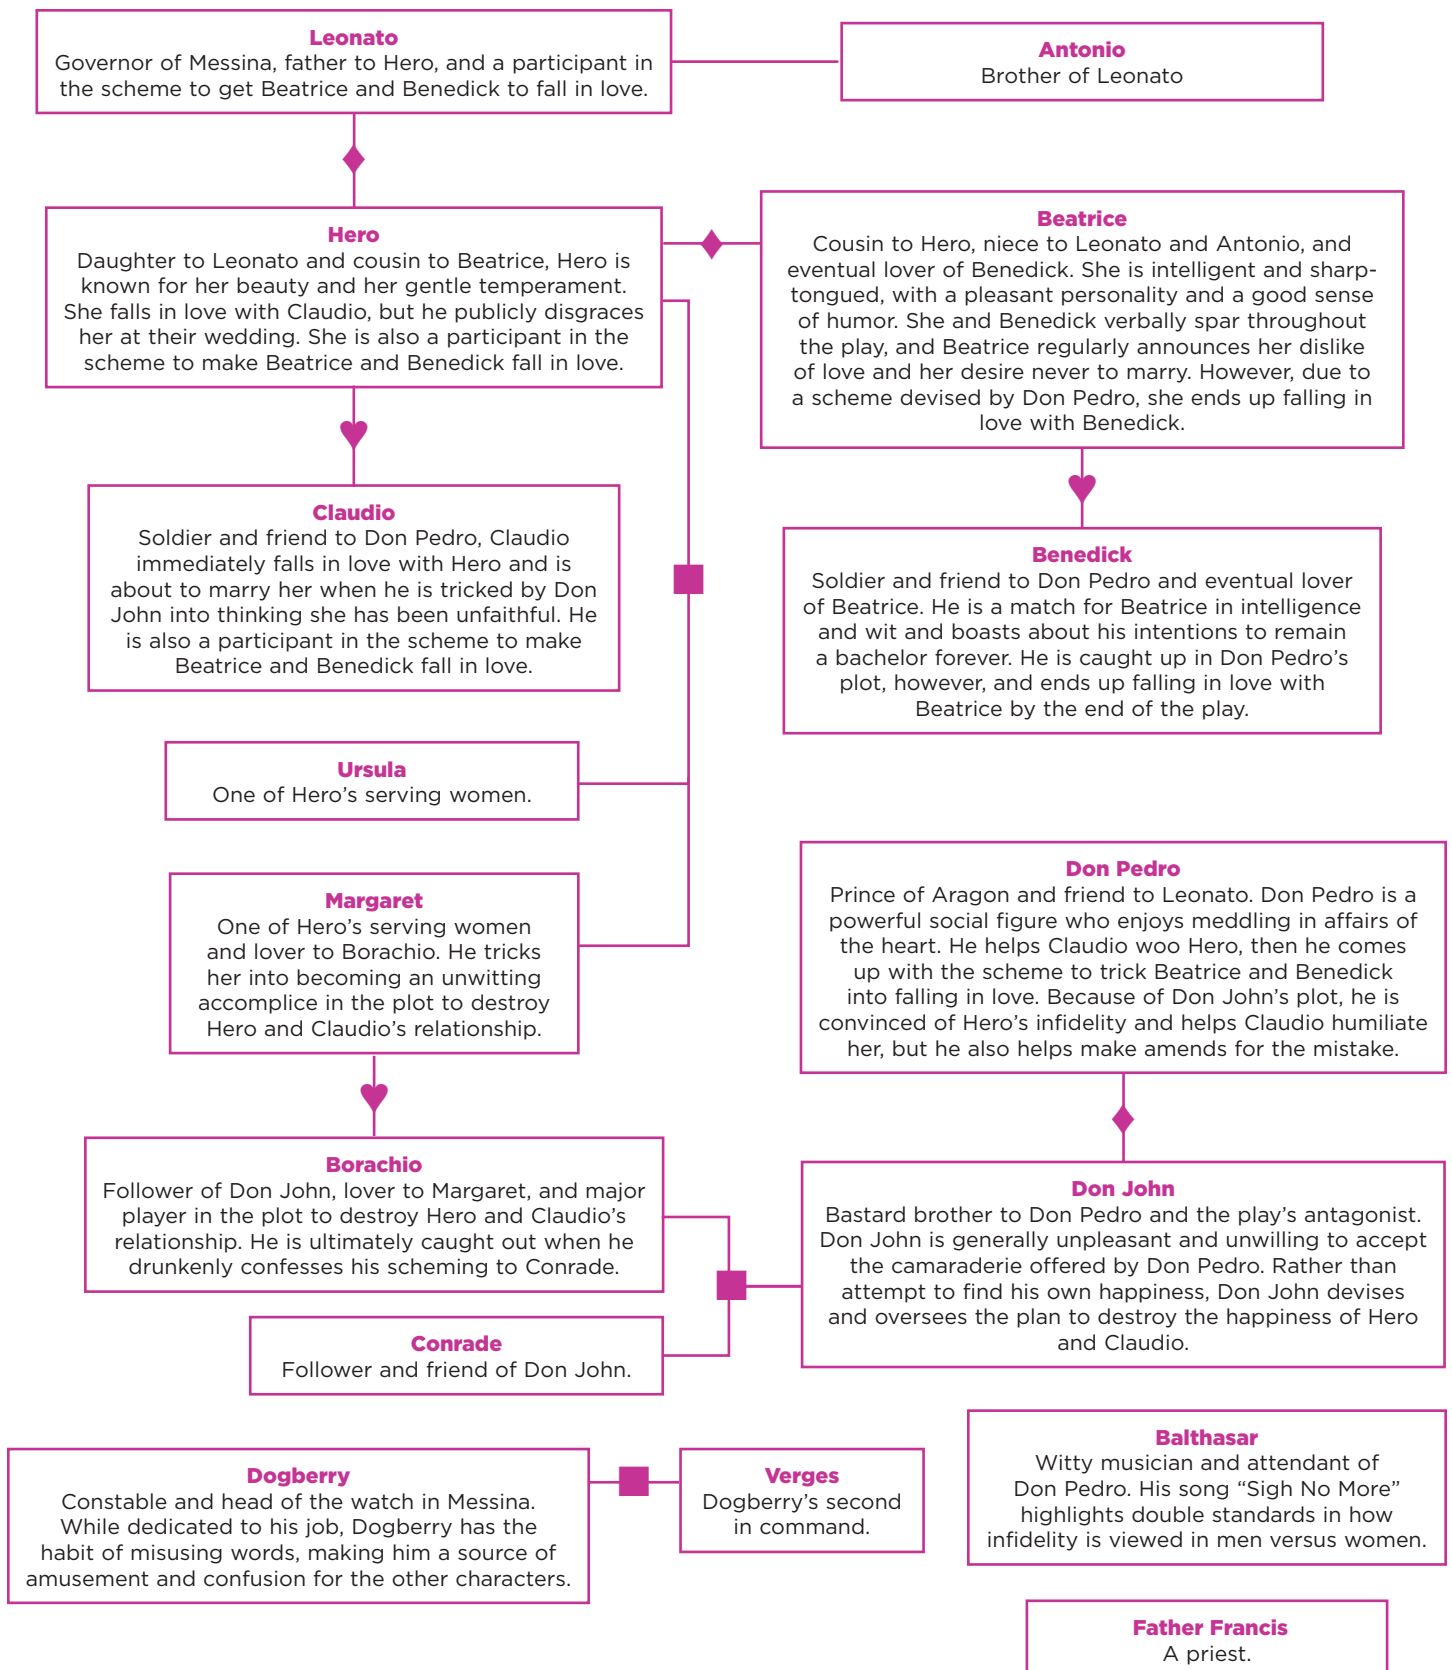 Leonato
Governor of Messina, father to Hero, and a participant in
the scheme to get Beatrice and Benedick to fall in love.
Antonio
Brother of Leonato
Hero
Daughter to Leonato and cousin to Beatrice, Hero is
known for her beauty and her gentle temperament.
She falls in love with Claudio, but he publicly disgraces
her at their wedding. She is also a participant in the
scheme to make Beatrice and Benedick fall in love.
Beatrice
Cousin to Hero, niece to Leonato and Antonio, and
eventual lover of Benedick. She is intelligent and sharp-
tongued, with a pleasant personality and a good sense
of humor. She and Benedick verbally spar throughout
the play, and Beatrice regularly announces her dislike
of love and her desire never to marry. However, due to
a scheme devised by Don Pedro, she ends up falling in
love with Benedick.
Claudio
Soldier and friend to Don Pedro, Claudio
immediately falls in love with Hero and is
about to marry her when he is tricked by Don
John into thinking she has been unfaithful. He
is also a participant in the scheme to make
Beatrice and Benedick fall in love.
Benedick
Soldier and friend to Don Pedro and eventual lover
of Beatrice. He is a match for Beatrice in intelligence
and wit and boasts about his intentions to remain
a bachelor forever. He is caught up in Don Pedro’s
plot, however, and ends up falling in love with
Beatrice by the end of the play.
Ursula
One of Hero’s serving women.
Margaret
One of Hero’s serving women
and lover to Borachio. He tricks
her into becoming an unwitting
accomplice in the plot to destroy
Hero and Claudio’s relationship.
Don Pedro
Prince of Aragon and friend to Leonato. Don Pedro is a
powerful social figure who enjoys meddling in affairs of
the heart. He helps Claudio woo Hero, then he comes
up with the scheme to trick Beatrice and Benedick
into falling in love. Because of Don John’s plot, he is
convinced of Hero’s infidelity and helps Claudio humiliate
her, but he also helps make amends for the mistake.
Borachio
Follower of Don John, lover to Margaret, and major
player in the plot to destroy Hero and Claudio’s
relationship. He is ultimately caught out when he
drunkenly confesses his scheming to Conrade.
Don John
Bastard brother to Don Pedro and the play’s antagonist.
Don John is generally unpleasant and unwilling to accept
the camaraderie offered by Don Pedro. Rather than
attempt to find his own happiness, Don John devises
and oversees the plan to destroy the happiness of Hero
and Claudio.
Conrade
Follower and friend of Don John.
Dogberry
Constable and head of the watch in Messina.
While dedicated to his job, Dogberry has the
habit of misusing words, making him a source of
amusement and confusion for the other characters.
Verges
Dogberry’s second
in command.
Balthasar
Witty musician and attendant of
Don Pedro. His song “Sigh No More”
highlights double standards in how
infidelity is viewed in men versus women.
Father Francis
A priest.